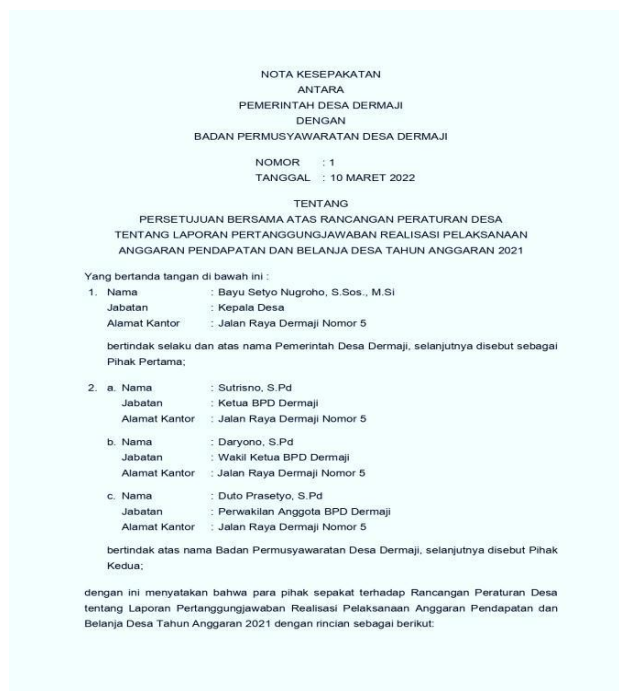 NOTA KESEPAKATAN
ANTARA
PEMERINTAH DESA DERMAJI
DENGAN
BADAN PERMUSYAWARATAN DESA DERMAJI
NOMOR : 1
TANGGAL : 10 MARET 2022
TENTANG
PERSETUJUAN BERSAMA ATAS RANCANGAN PERATURAN DESA
TENTANG LAPORAN PERTANGGUNGJAWABAN REALISASI PELAKSANAAN
ANGGARAN PENDAPATAN DAN BELANJA DESA TAHUN ANGGARAN 2021
Yang bertanda tangan di bawah ini :
1. Nama : Bayu Setyo Nugroho, S.Sos., M.Si
Jabatan : Kepala Desa
Alamat Kantor : Jalan Raya Dermaji Nomor 5
bertindak selaku dan atas nama Pemerintah Desa Dermaji, selanjutnya disebut sebagai
Pihak Pertama;
2. a. Nama : Sutrisno, S.Pd
Jabatan : Ketua BPD Dermaji
Alamat Kantor : Jalan Raya Dermaji Nomor 5
b. Nama : Daryono, S.Pd
Jabatan : Wakil Ketua BPD Dermaji
Alamat Kantor : Jalan Raya Dermaji Nomor 5
c. Nama : Duto Prasetyo, S.Pd
Jabatan : Perwakilan Anggota BPD Dermaji
Alamat Kantor : Jalan Raya Dermaji Nomor 5
bertindak atas nama Badan Permusyawaratan Desa Dermaji, selanjutnya disebut Pihak
Kedua;
dengan ini menyatakan bahwa para pihak sepakat terhadap Rancangan Peraturan Desa
tentang Laporan Pertanggungjawaban Realisasi Pelaksanaan Anggaran Pendapatan dan
Belanja Desa Tahun Anggaran 2021 dengan rincian sebagai berikut: